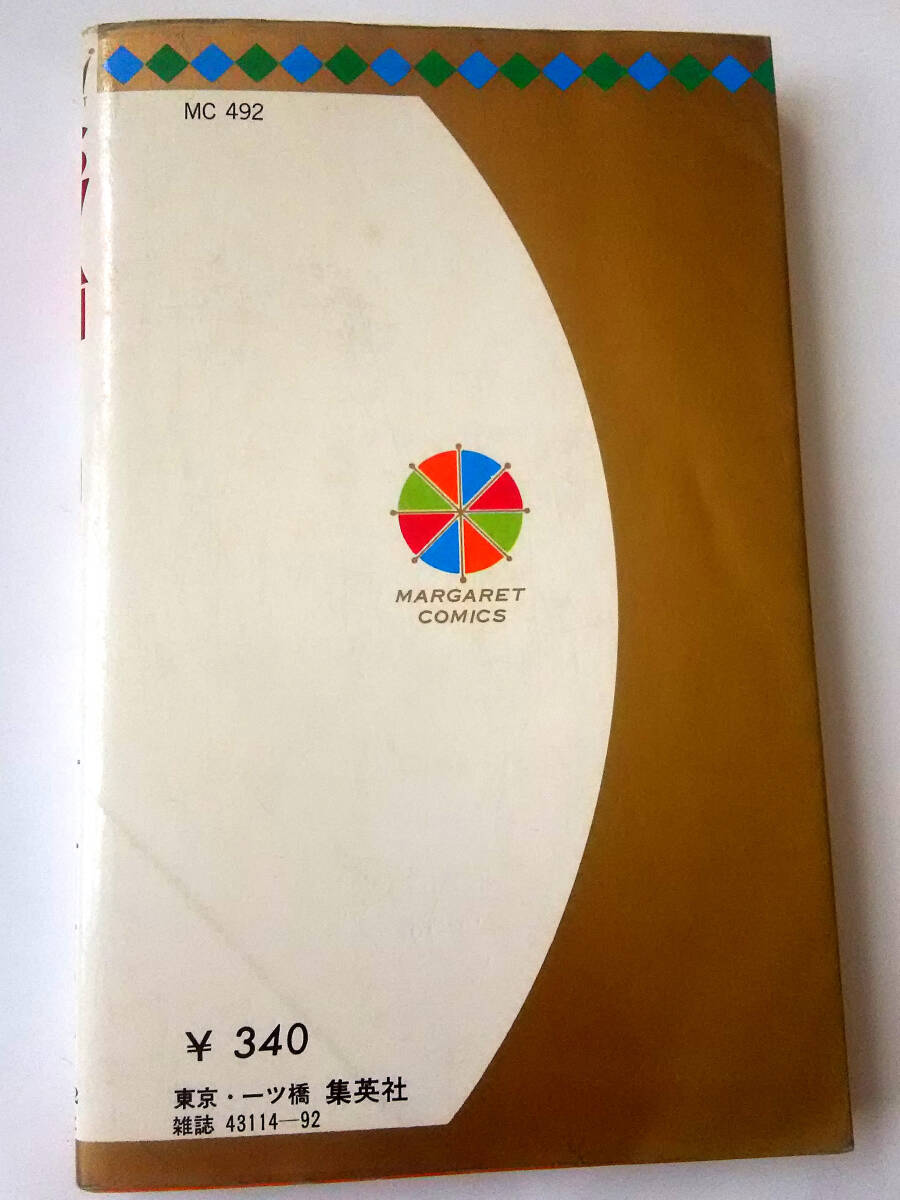 MC 492
MARGARET
COMICS
¥ 340
東京・一ツ橋 集英社
雑誌 43114—92